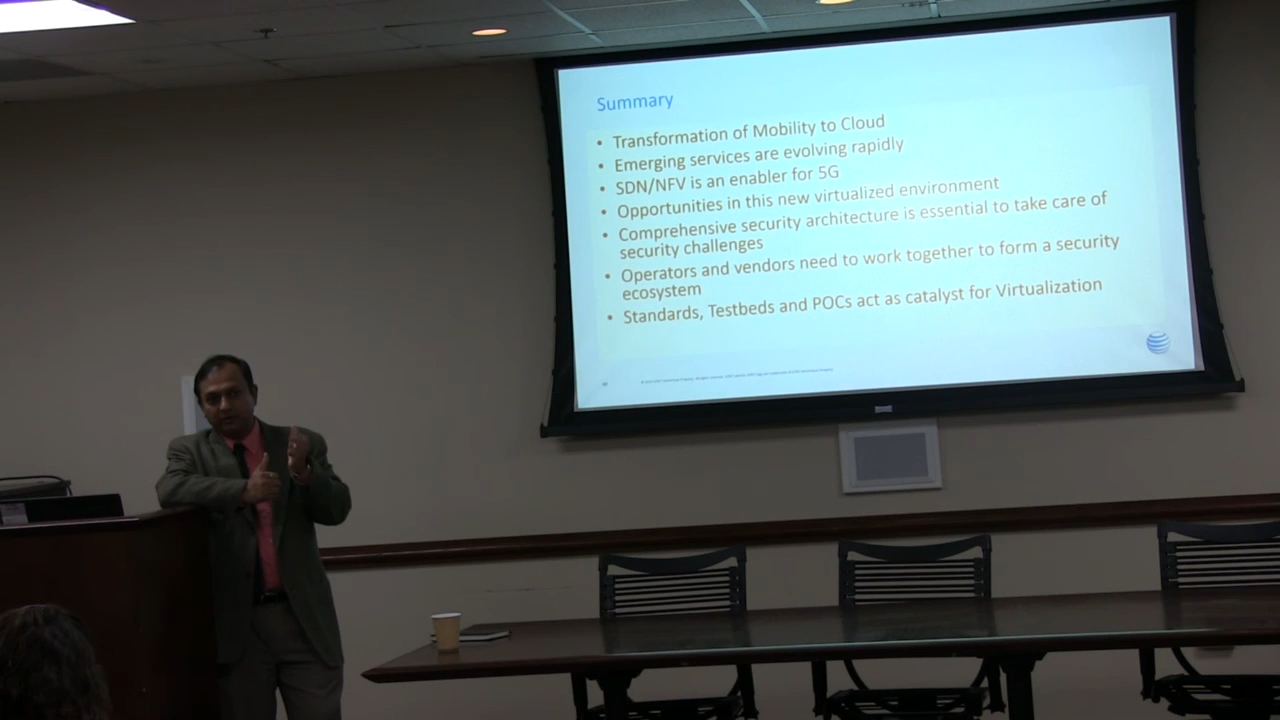 Summary
• Transformation of Mobility to Cloud
• Emerging services are evolving rapidly
• SDN/NFV is an enabler for 5G
• Opportunities in this new virtualized environment
• Comprehensive security architecture is essential to take care of
security challenges
• Operators and vendors need to work together to form a security
ecosystem
• Standards, Testbeds and POCs act as catalyst for Virtualization